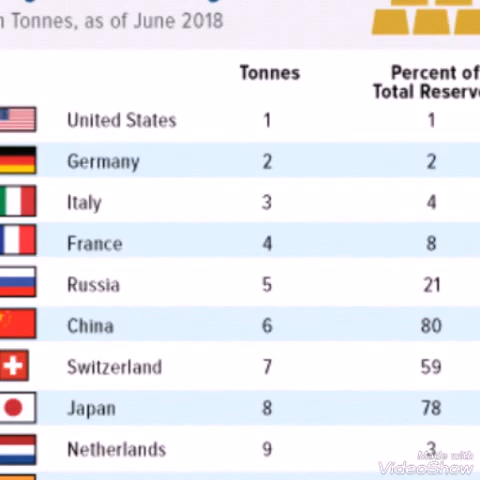 Tonnes, as of June 2018
Tonnes Percent of
Total
United States 1 1
Germany 2 2
Italy 3 4
France 4 8
Russia 5 21
China 6 80
Switzerland 7 59
Japan 8 78
Netherlands 9 3
Made with
VideoShow